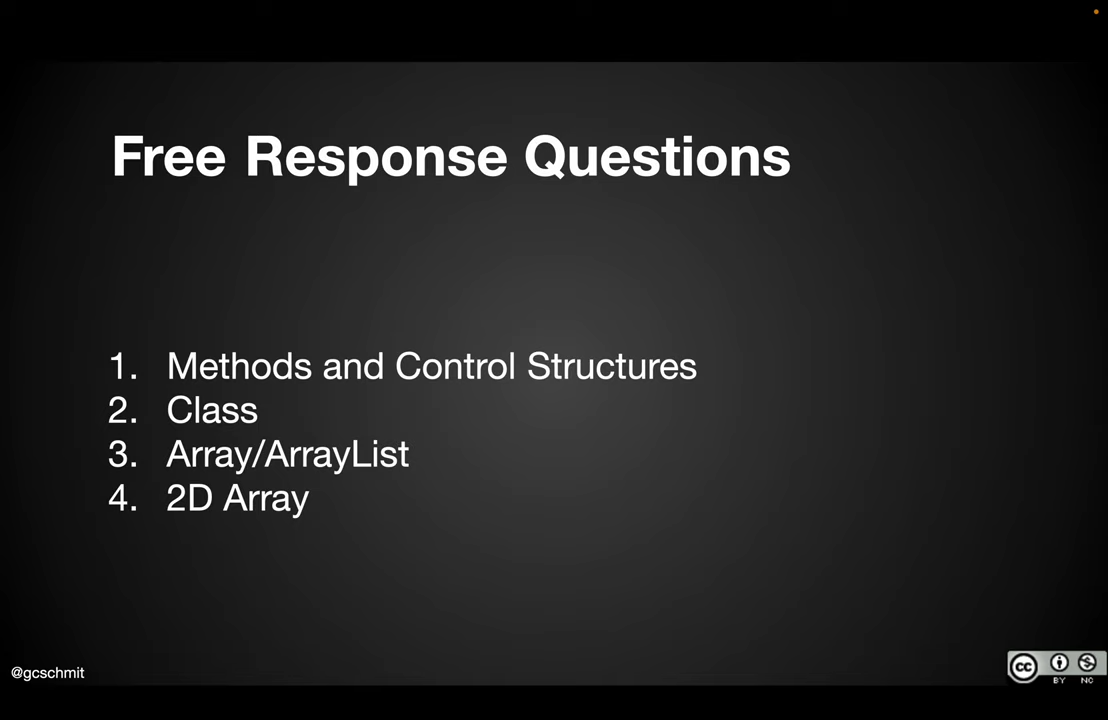 Free Response Questions
1. Methods and Control Structures
2. Class
3. Array/ArrayList
4. 2D Array
@gcschmit
cc
BY NC